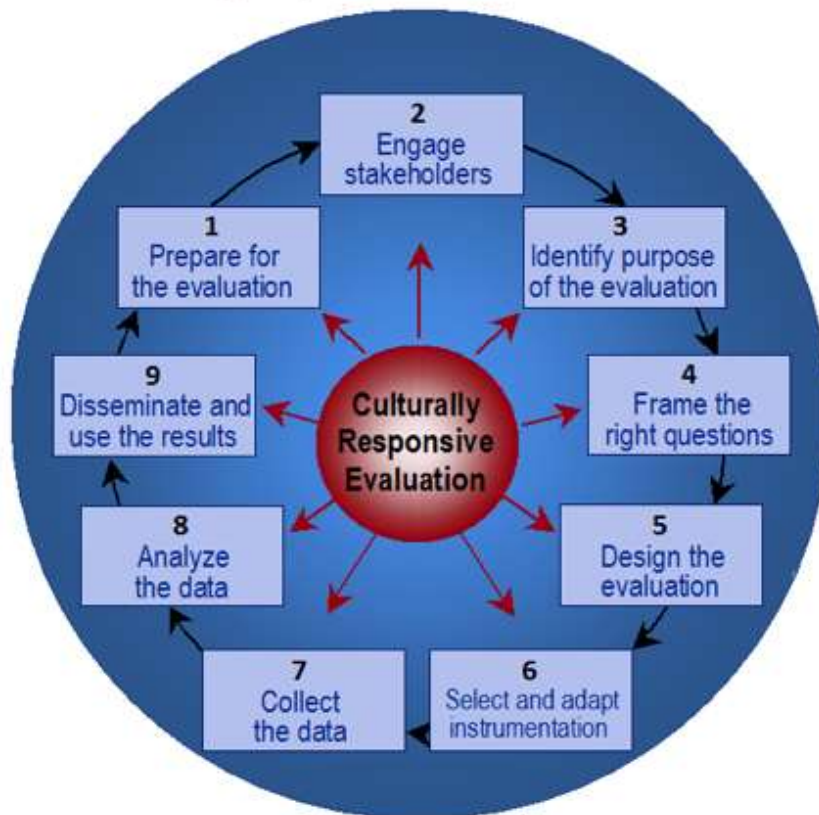 2
Engage
stakeholders
1
Prepare for
the evaluation
3
Identify purpose
of the evaluation
9
Disseminate and
use the results
Culturally
Responsive
Evaluation
4
Frame the
right questions
8
Analyze
the data
5
Design the
evaluation
7
Collect
the data
6
Select and adapt
instrumentation